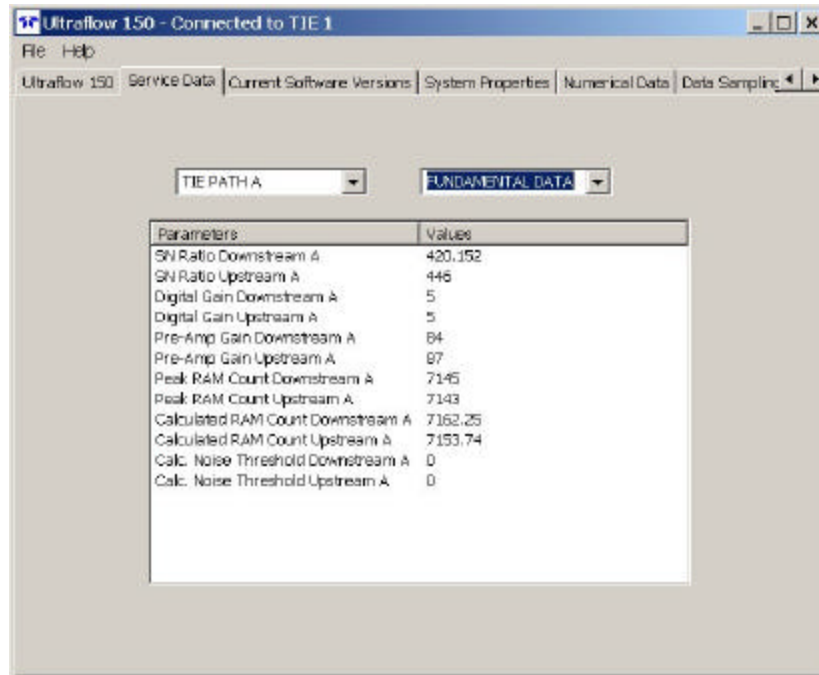 Ultraflow 150 - Connected to TIE 1
File Help
Ultraflow 150 Service Data Current Software Versions System Properties Numerical Data Data Sampling
TIE PATH A FUNDAMENTAL DATA
Parameters Values
SN Ratio Downstream A 420.152
SN Ratio Upstream A 446
Digital Gain Downstream A 5
Digital Gain Upstream A 5
Pre-Amp Gain Downstream A 84
Pre-Amp Gain Upstream A 87
Peak RAM Count Downstream A 7145
Peak RAM Count Upstream A 7143
Calculated RAM Count Downstream A 7162.25
Calculated RAM Count Upstream A 7153.74
Calc. Noise Threshold Downstream A 0
Calc. Noise Threshold Upstream A 0